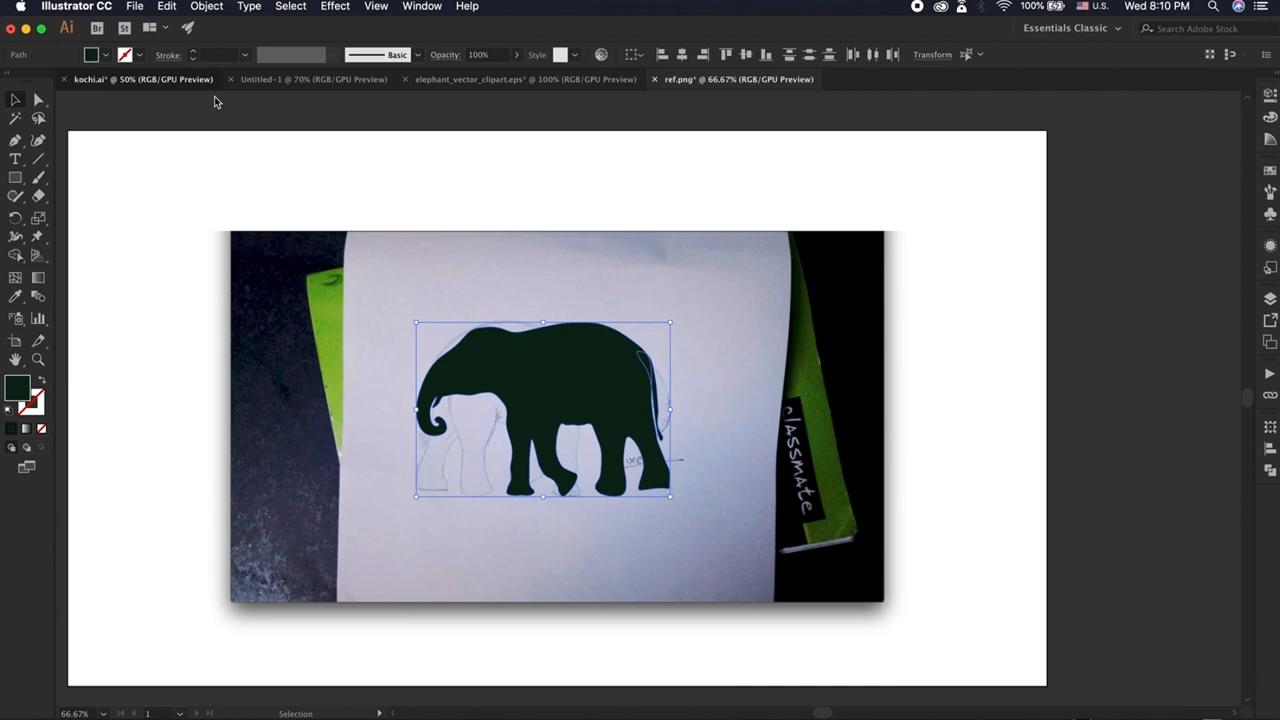 Illustrator CC File Edit Object Type Select Effect View Window Help 100% U.S. Wed 8:10 PM
Ai Br St Essentials Classic Search Adobe Stock
Path Stroke: Basic Opacity: 100% Style: Transform
kochi.ai* @ 50% (RGB/GPU Preview) Untitled-1 @ 70% (RGB/GPU Preview) elephant_vector_clipart.eps* @ 100% (RGB/GPU Preview) ref.png* @ 66.67% (RGB/GPU Preview)
classmate
66.67% 1 Selection